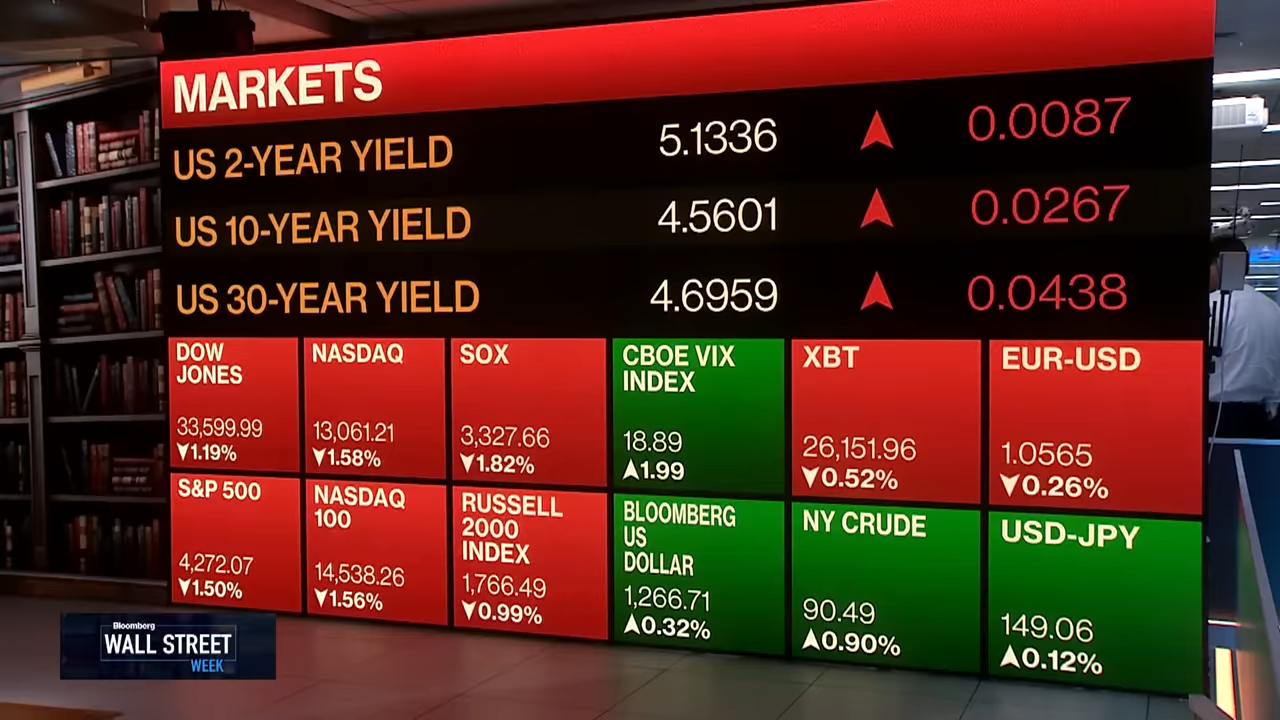 MARKETS
US 2-YEAR YIELD 5.1336 ▲ 0.0087
US 10-YEAR YIELD 4.5601 ▲ 0.0267
US 30-YEAR YIELD 4.6959 ▲ 0.0438
DOW
JONES
33,599.99
▼1.19%
NASDAQ
13,061.21
▼1.58%
SOX
3,327.66
▼1.82%
CBOE VIX
INDEX
18.89
▲1.99
XBT
26,151.96
▼0.52%
EUR-USD
1.0565
▼0.26%
S&P 500
4,272.07
▼1.50%
NASDAQ
100
14,538.26
▼1.56%
RUSSELL
2000
INDEX
1,766.49
▼0.99%
BLOOMBERG
US
DOLLAR
1,266.71
▲0.32%
NY CRUDE
90.49
▲0.90%
USD-JPY
149.06
▲0.12%
Bloomberg
WALL STREET
WEEK